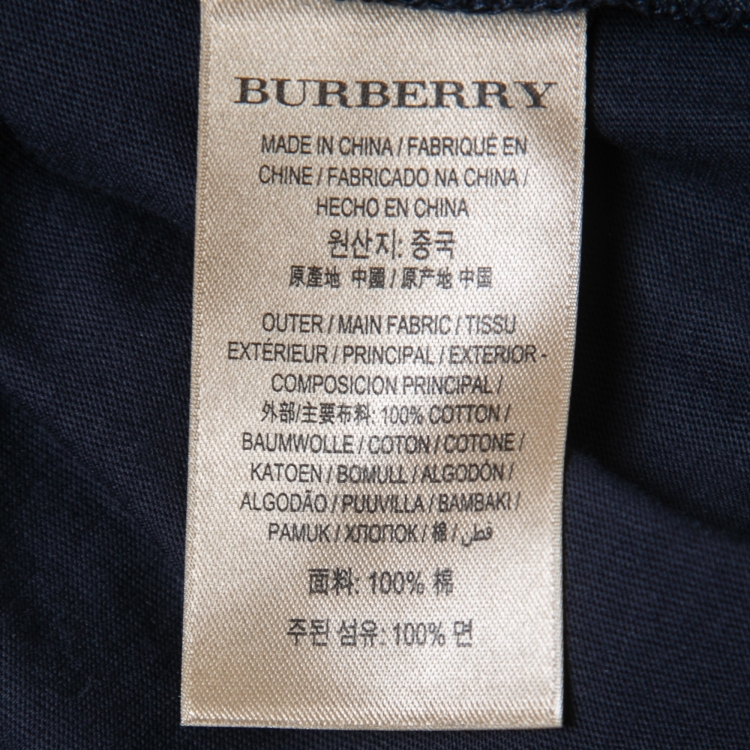 BURBERRY
MADE IN CHINA / FABRIQUÉ EN
CHINE / FABRICADO NA CHINA /
HECHO EN CHINA
원산지: 중국
原產地 中國 / 原产地 中国
OUTER / MAIN FABRIC / TISSU
EXTÉRIEUR / PRINCIPAL / EXTERIOR -
COMPOSICION PRINCIPAL /
外部/主要布料: 100% COTTON /
BAUMWOLLE / COTON / COTONE /
KATOEN / BOMULL / ALGODÓN /
ALGODÃO / PUUVILLA / BAMBAKI /
PAMUK / ХЛОПОК / 棉 / قطن
面料: 100% 棉
주된 섬유: 100% 면